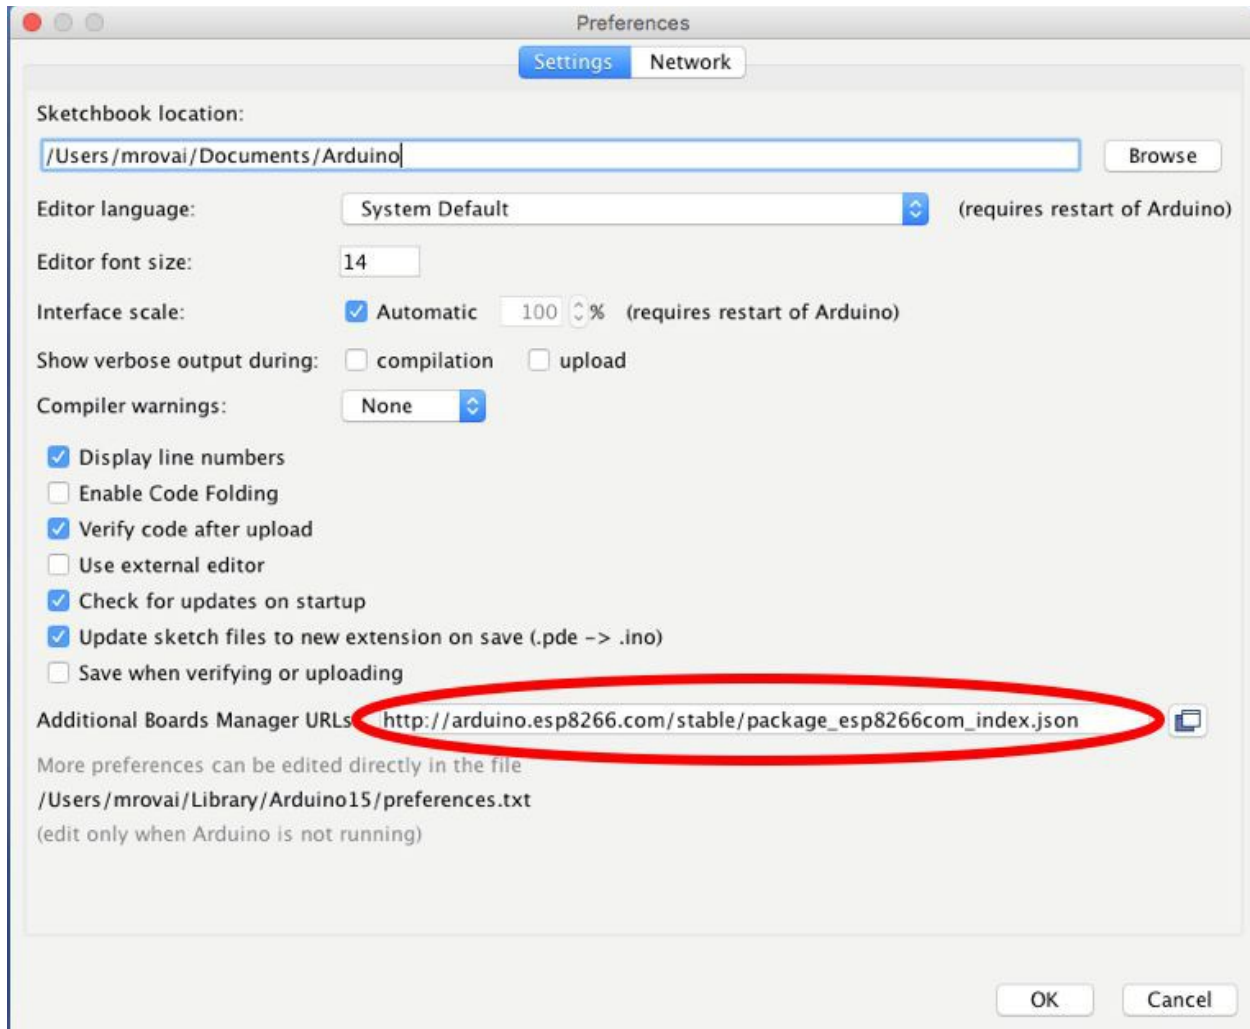 Preferences
Settings Network
Sketchbook location:
/Users/mrovai/Documents/Arduino Browse
Editor language: System Default (requires restart of Arduino)
Editor font size: 14
Interface scale: Automatic 100 % (requires restart of Arduino)
Show verbose output during: compilation upload
Compiler warnings: None
Display line numbers
Enable Code Folding
Verify code after upload
Use external editor
Check for updates on startup
Update sketch files to new extension on save (.pde -> .ino)
Save when verifying or uploading
Additional Boards Manager URLs http://arduino.esp8266.com/stable/package_esp8266com_index.json
More preferences can be edited directly in the file
/Users/mrovai/Library/Arduino15/preferences.txt
(edit only when Arduino is not running)
OK Cancel